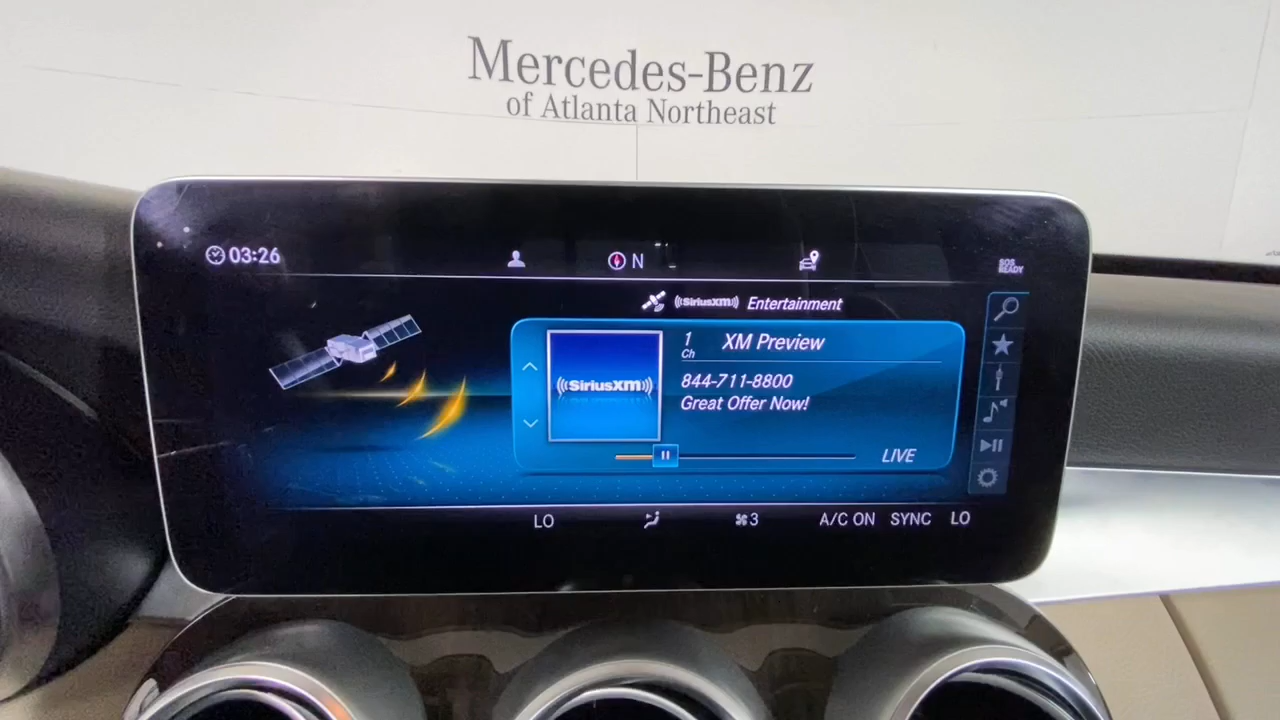 Mercedes-Benz
of Atlanta Northeast
03:26
N
SOS
READY
((SiriusXM)) Entertainment
1 XM Preview
Ch
((SiriusXM))
844-711-8800
Great Offer Now!
LIVE
LO 3 A/C ON SYNC LO